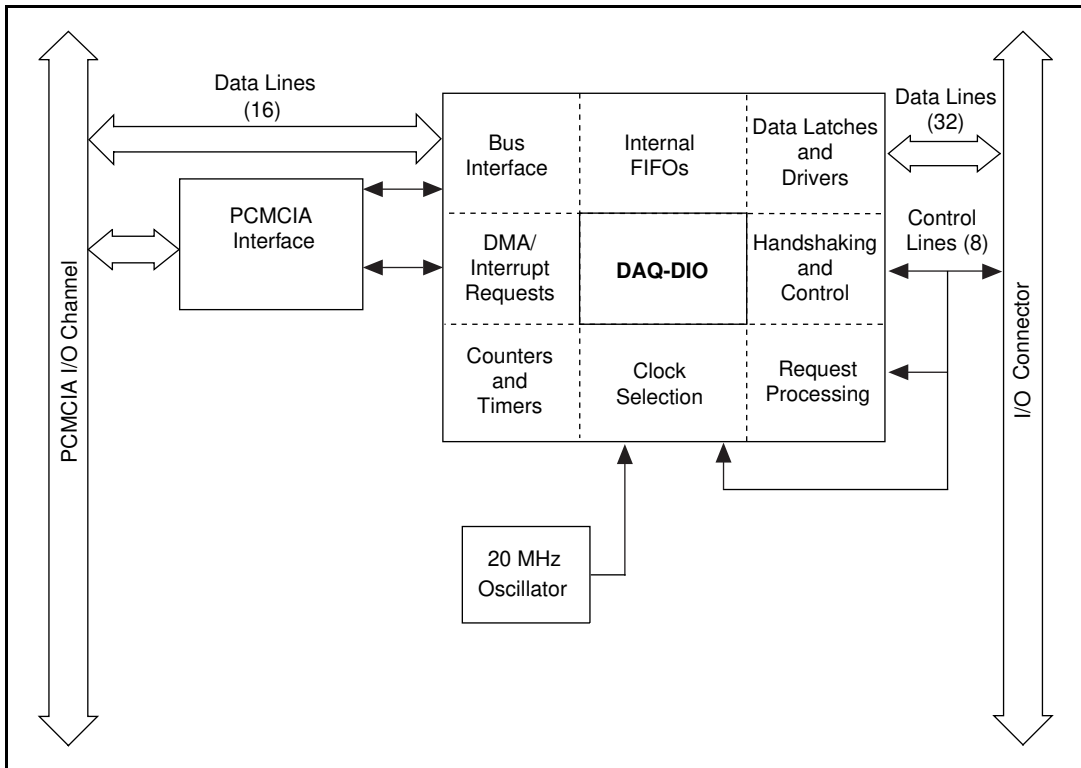 Data Lines
(16)
PCMCIA I/O Channel
PCMCIA
Interface
Bus
Interface
Internal
FIFOs
Data Latches
and
Drivers
DMA/
Interrupt
Requests
DAQ-DIO
Handshaking
and
Control
Counters
and
Timers
Clock
Selection
Request
Processing
Data Lines
(32)
Control
Lines (8)
I/O Connector
20 MHz
Oscillator